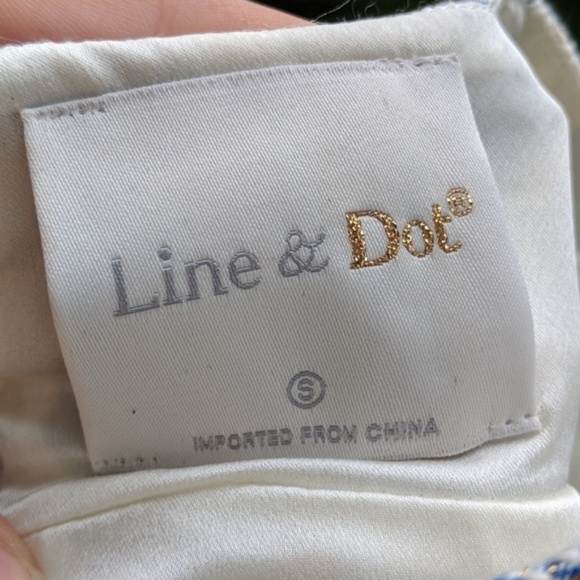 Line & Dot®
S
IMPORTED FROM CHINA